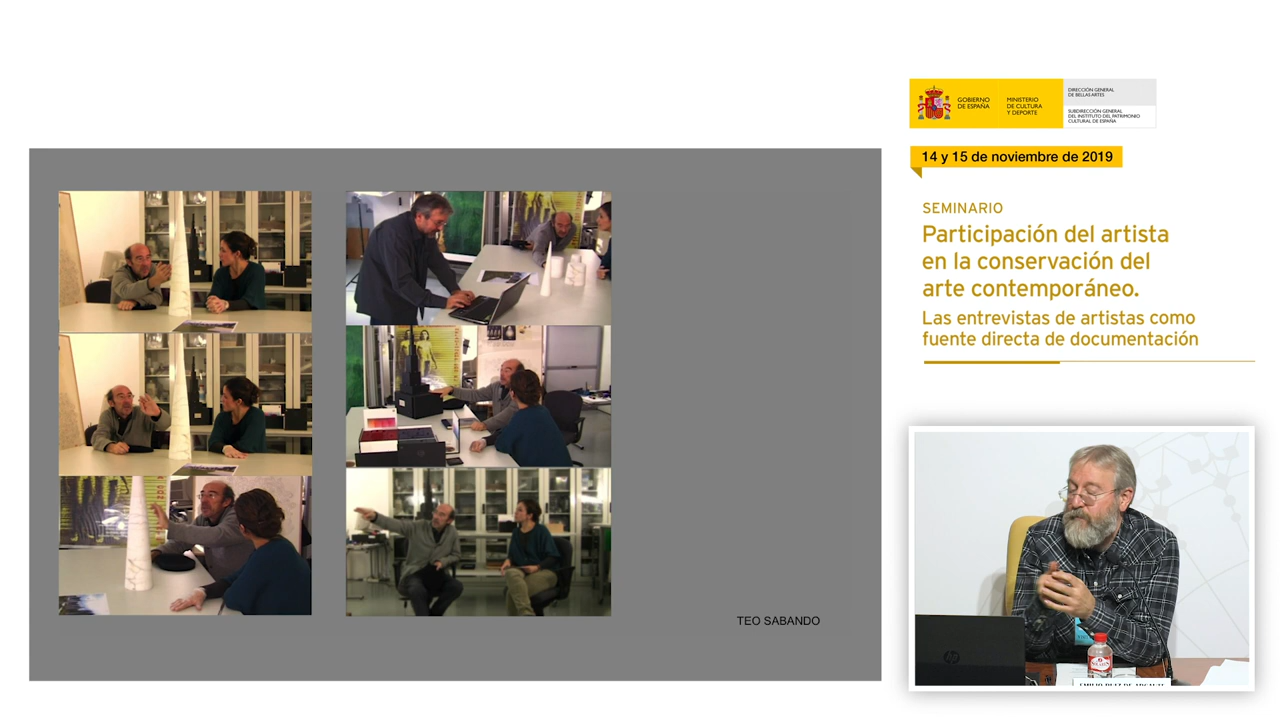 GOBIERNO
DE ESPAÑA
MINISTERIO
DE CULTURA
Y DEPORTE
DIRECCIÓN GENERAL
DE BELLAS ARTES
SUBDIRECCIÓN GENERAL
DEL INSTITUTO DEL PATRIMONIO
CULTURAL DE ESPAÑA
14 y 15 de noviembre de 2019
SEMINARIO
Participación del artista
en la conservación del
arte contemporáneo.
Las entrevistas de artistas como
fuente directa de documentación
TEO SABANDO
hp